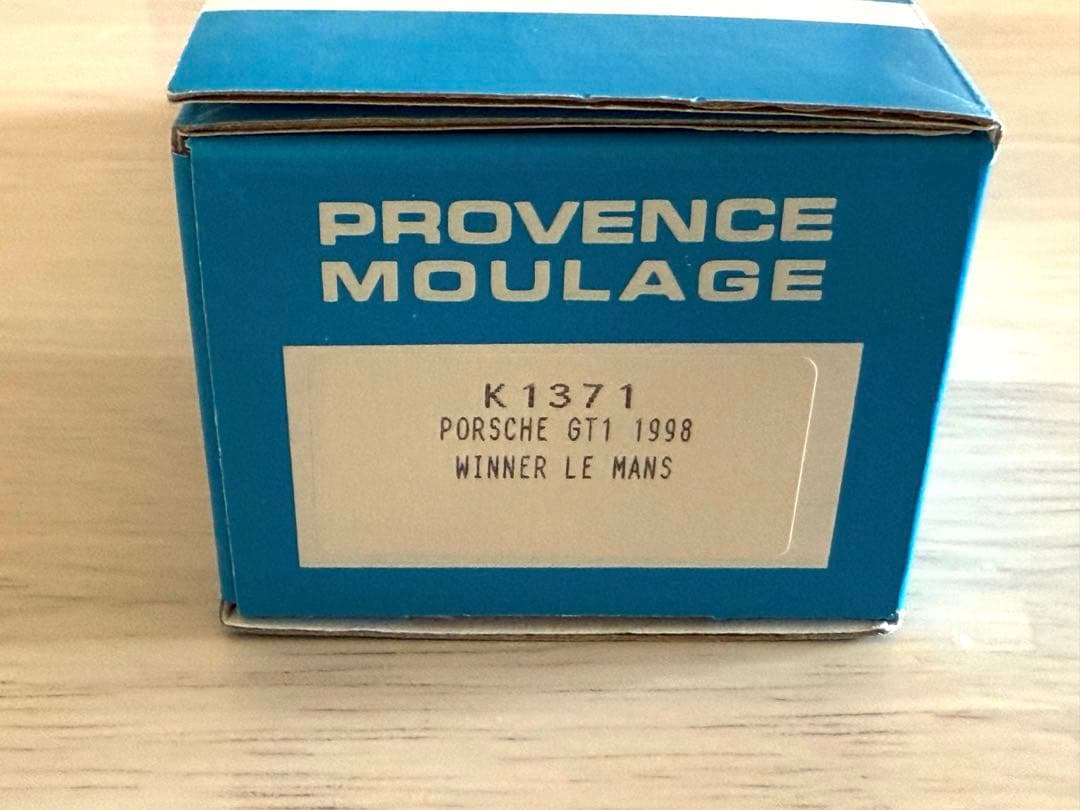 PROVENCE
MOULAGE
K1371
PORSCHE GT1 1998
WINNER LE MANS